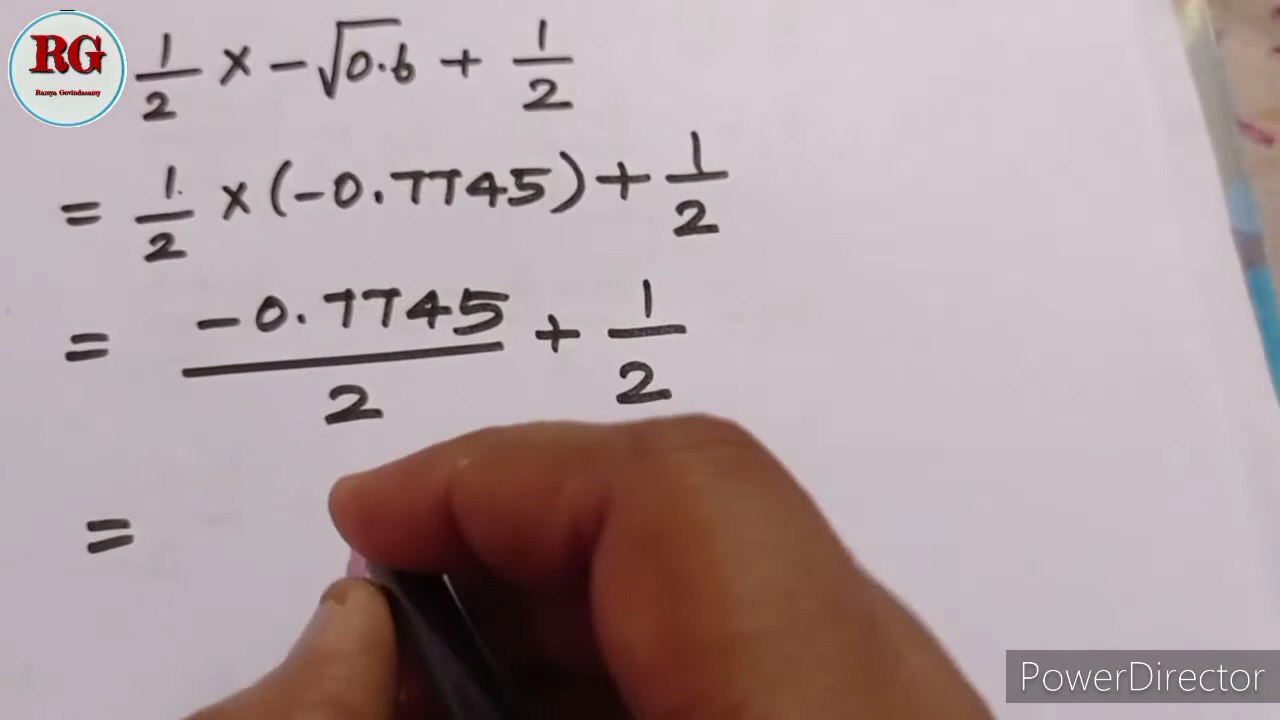 RG
Ramya Govindasamy
1/2 × -√0.6 + 1/2
= 1/2 × (-0.7745) + 1/2
= -0.7745/2 + 1/2
=
PowerDirector